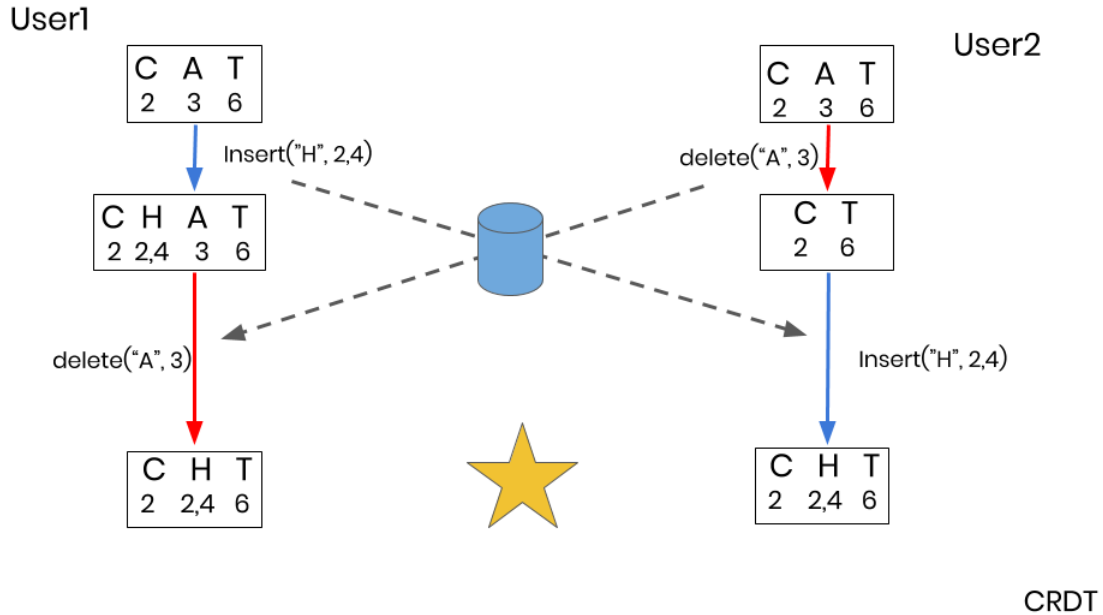 User1
User2
C A T
2 3 6
C A T
2 3 6
Insert(”H”, 2,4)
delete(“A”, 3)
C H A T
2 2,4 3 6
C T
2 6
delete(“A”, 3)
Insert(”H”, 2,4)
C H T
2 2,4 6
C H T
2 2,4 6
CRDT